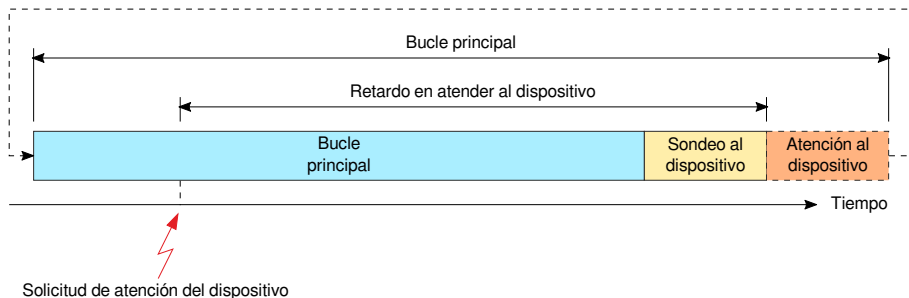 Bucle principal
Retardo en atender al dispositivo
Bucle
principal
Sondeo al
dispositivo
Atención al
dispositivo
Tiempo
Solicitud de atención del dispositivo